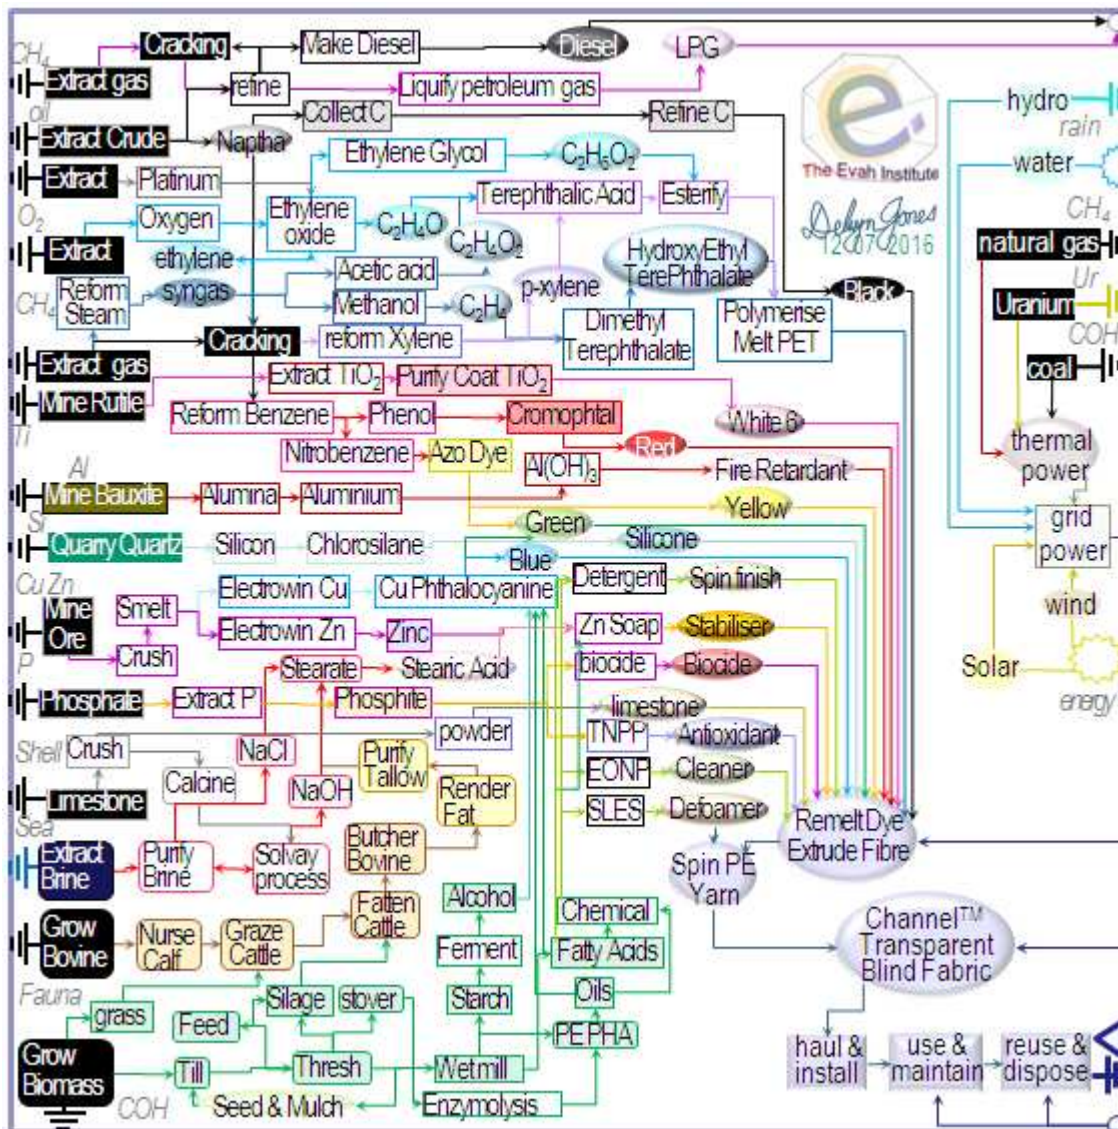 CH₄
Cracking
Make Diesel
Diesel
LPG
Extract gas
refine
Liquify petroleum gas
oil
Collect C
Refine C
hydro
rain
Extract Crude
Naptha
Ethylene Glycol
C₂H₆O₂
The Evah Institute
water
Extract
Platinum
Terephthalic Acid
Esterify
Delwyn Jones
12 07 2016
O₂
Oxygen
Ethylene
oxide
C₂H₄O
C₂H₄O₂
CH₄
Extract
ethylene
HydroxyEthyl
TerePhthalate
natural gas
Reform
Steam
CH₄
syngas
Acetic acid
p-xylene
Black
Ur
Uranium
Methanol
C₂H₄
Dimethyl
Terephthalate
Polymerise
Melt PET
COH
Cracking
reform Xylene
coal
Extract gas
Extract TiO₂
Purify Coat TiO₂
Mine Rutile
Ti
Reform Benzene
Phenol
Cromophtal
White 6
thermal
power
Nitrobenzene
Azo Dye
Red
Al
Al(OH)₃
Fire Retardant
Mine Bauxite
Alumina
Aluminium
Yellow
Si
Green
grid
power
Quarry Quartz
Silicon
Chlorosilane
Blue
Silicone
Cu Zn
Electrowin Cu
Cu Phthalocyanine
Detergent
Spin finish
wind
Mine
Ore
Smelt
Electrowin Zn
Zinc
Zn Soap
Stabiliser
P
Crush
Stearate
Stearic Acid
biocide
Biocide
Solar
energy
Phosphate
Extract P
Phosphite
limestone
Shell
Crush
NaCl
powder
TNPP
Antioxidant
Calcine
Purify
Tallow
EONP
Cleaner
Limestone
NaOH
Render
Fat
SLES
Defoamer
Sea
Extract
Brine
Purify
Brine
Solvay
process
Butcher
Bovine
Remelt Dye
Extrude Fibre
Spin PE
Yarn
Grow
Bovine
Nurse
Calf
Graze
Cattle
Fatten
Cattle
Alcohol
Chemical
Channel™
Transparent
Blind Fabric
Ferment
Fatty Acids
Fauna
grass
Silage
stover
Starch
Oils
Feed
PE PHA
Grow
Biomass
Till
Thresh
Wet mill
haul &
install
use &
maintain
reuse &
dispose
COH
Seed & Mulch
Enzymolysis